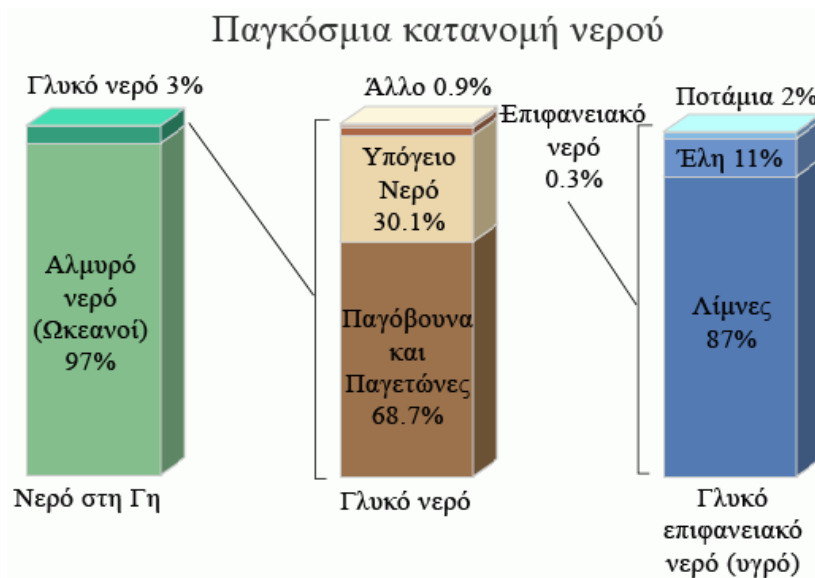 Παγκόσμια κατανομή νερού
Γλυκό νερό 3%
Αλμυρό
νερό
(Ωκεανοί)
97%
Νερό στη Γη
Άλλο 0.9%
Υπόγειο
Νερό
30.1%
Παγόβουνα
και
Παγετώνες
68.7%
Γλυκό νερό
Επιφανειακό
νερό
0.3%
Ποτάμια 2%
Έλη 11%
Λίμνες
87%
Γλυκό
επιφανειακό
νερό (υγρό)